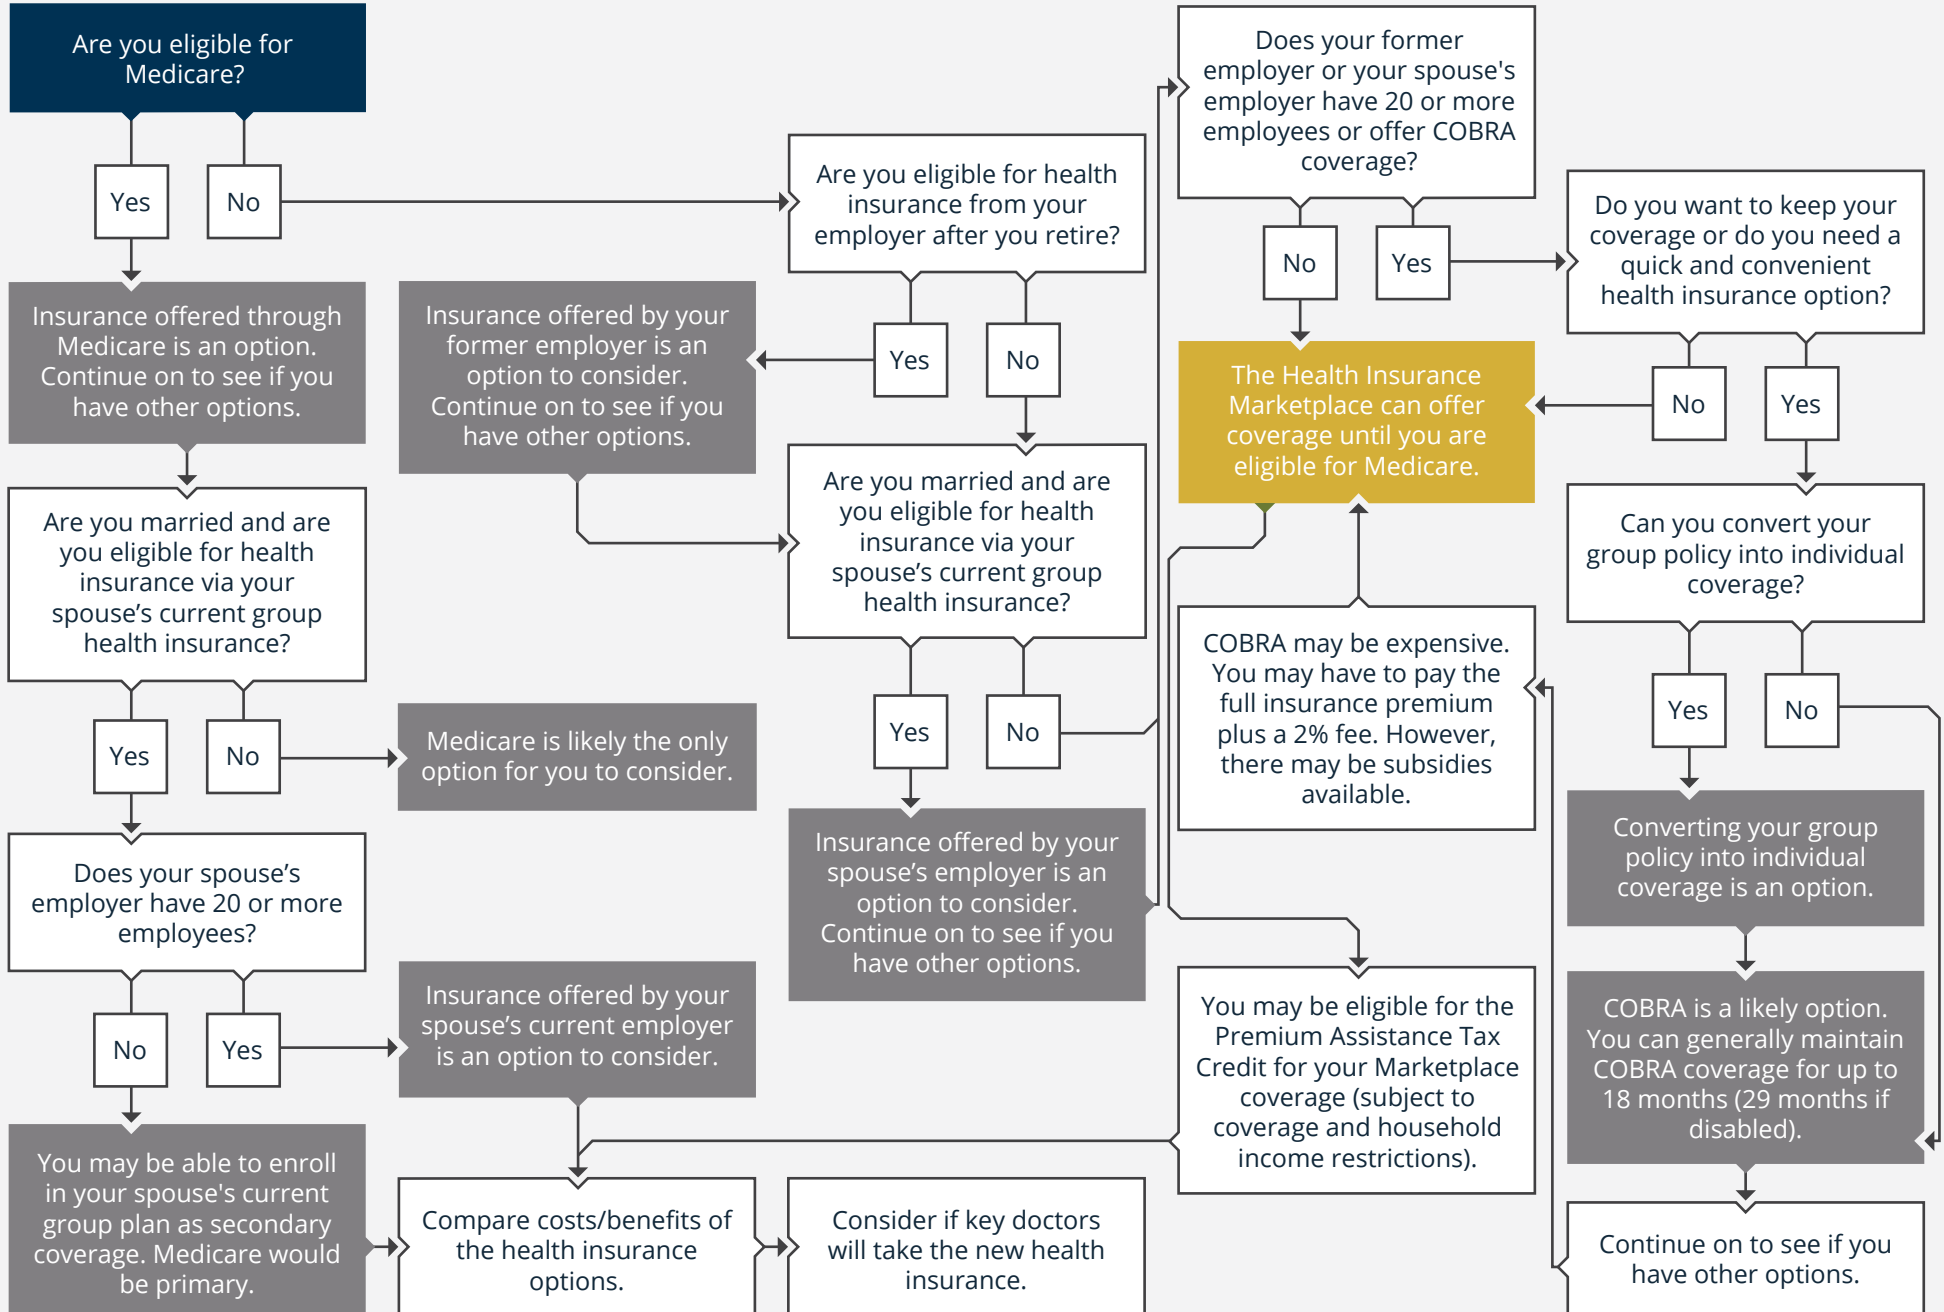 Are you eligible for
Medicare?
Yes
No
Insurance offered through
Medicare is an option.
Continue on to see if you
have other options.
Are you married and are
you eligible for health
insurance via your
spouse’s current group
health insurance?
Yes
No
Medicare is likely the only
option for you to consider.
Does your spouse’s
employer have 20 or more
employees?
No
Yes
Insurance offered by your
spouse’s current employer
is an option to consider.
You may be able to enroll
in your spouse's current
group plan as secondary
coverage. Medicare would
be primary.
Compare costs/benefits of
the health insurance
options.
Consider if key doctors
will take the new health
insurance.
Are you eligible for health
insurance from your
employer after you retire?
Yes
No
Insurance offered by your
former employer is an
option to consider.
Continue on to see if you
have other options.
Are you married and are
you eligible for health
insurance via your
spouse’s current group
health insurance?
Yes
No
Insurance offered by your
spouse’s employer is an
option to consider.
Continue on to see if you
have other options.
Does your former
employer or your spouse's
employer have 20 or more
employees or offer COBRA
coverage?
No
Yes
The Health Insurance
Marketplace can offer
coverage until you are
eligible for Medicare.
COBRA may be expensive.
You may have to pay the
full insurance premium
plus a 2% fee. However,
there may be subsidies
available.
You may be eligible for the
Premium Assistance Tax
Credit for your Marketplace
coverage (subject to
coverage and household
income restrictions).
Do you want to keep your
coverage or do you need a
quick and convenient
health insurance option?
No
Yes
Can you convert your
group policy into individual
coverage?
Yes
No
Converting your group
policy into individual
coverage is an option.
COBRA is a likely option.
You can generally maintain
COBRA coverage for up to
18 months (29 months if
disabled).
Continue on to see if you
have other options.